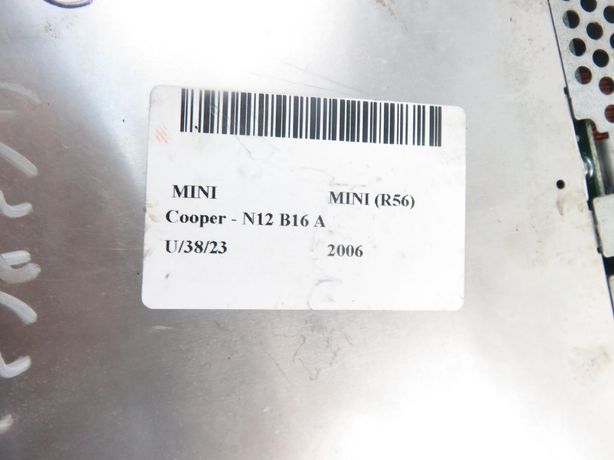 MINI MINI (R56)
Cooper - N12 B16 A
U/38/23 2006